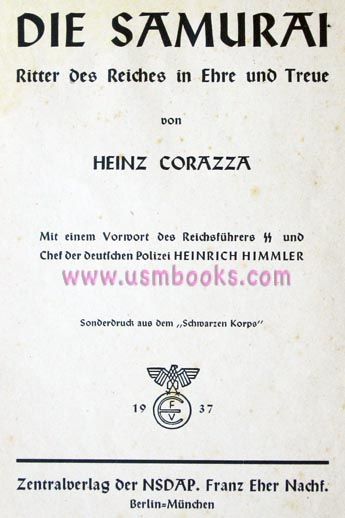 DIE SAMURAI
Ritter des Reiches in Ehre und Treue
von
HEINZ CORAZZA
Mit einem Vorwort des Reichsführers ᛋᛋ und
Chef der deutschen Polizei HEINRICH HIMMLER
www.usmbooks.com
Sonderdruck aus dem „Schwarzen Korps“
19 37
F
V
Zentralverlag der NSDAP. Franz Eher Nachf.
Berlin=München